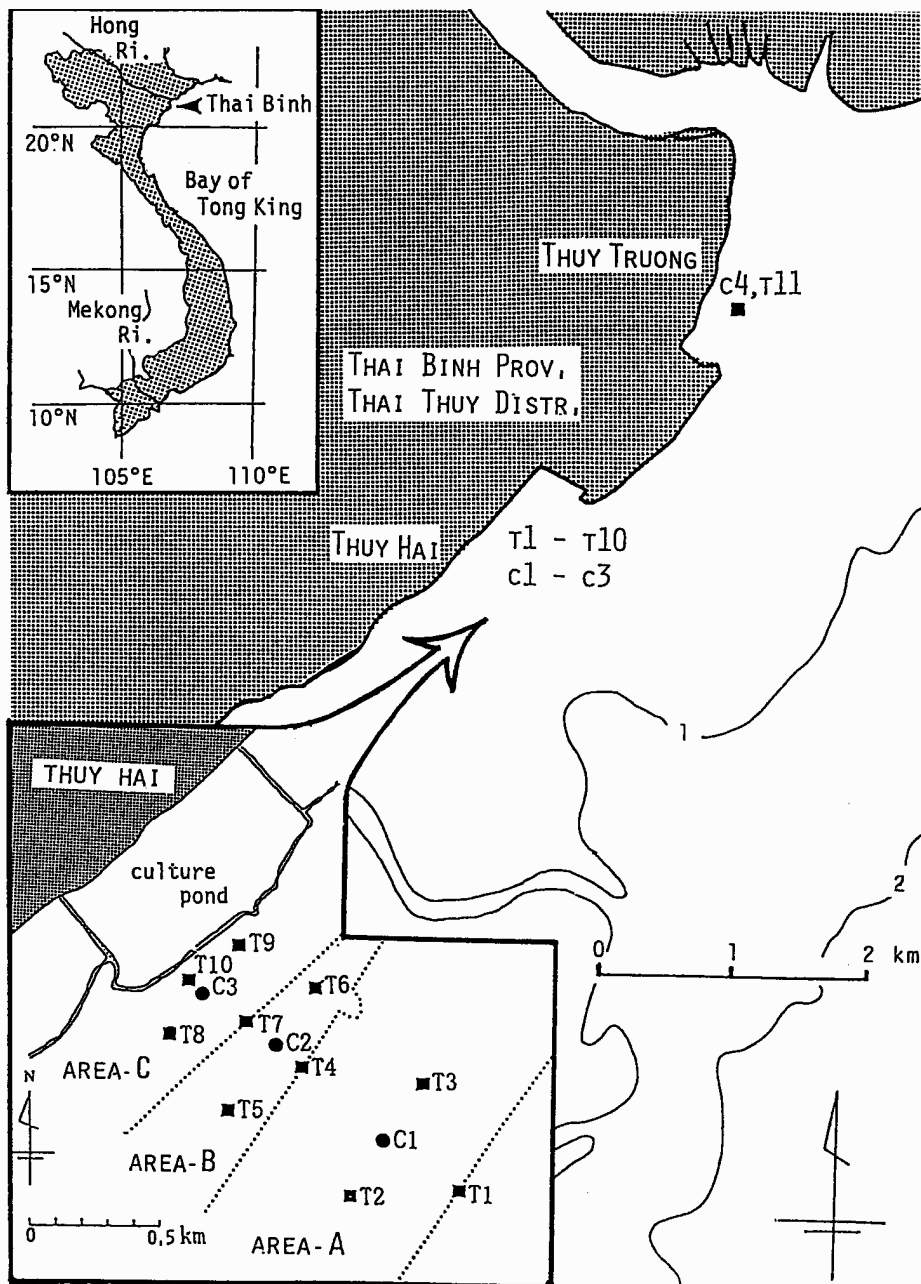 Hong
Ri.
Thai Binh
20°N
Bay of
Tong King
15°N
Mekong
Ri.
10°N
105°E 110°E
THUY TRUONG
C4,T11
THAI BINH PROV.
THAI THUY DISTR.
THUY HAI
T1 - T10
C1 - C3
1
2
0 1 2 km
THUY HAI
culture
pond
T9
T10
C3
T6
T8
T7
C2
AREA-C
T4
T3
N
T5
C1
AREA-B
T2
T1
0 0.5 km
AREA-A